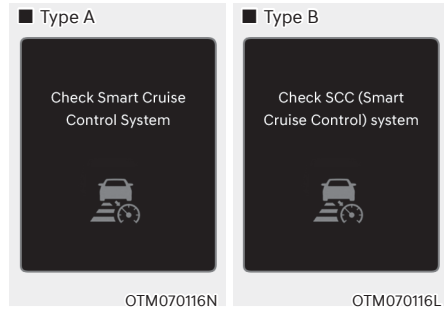 ■ Type A
Check Smart Cruise
Control System
OTM070116N
■ Type B
Check SCC (Smart
Cruise Control) system
OTM070116L